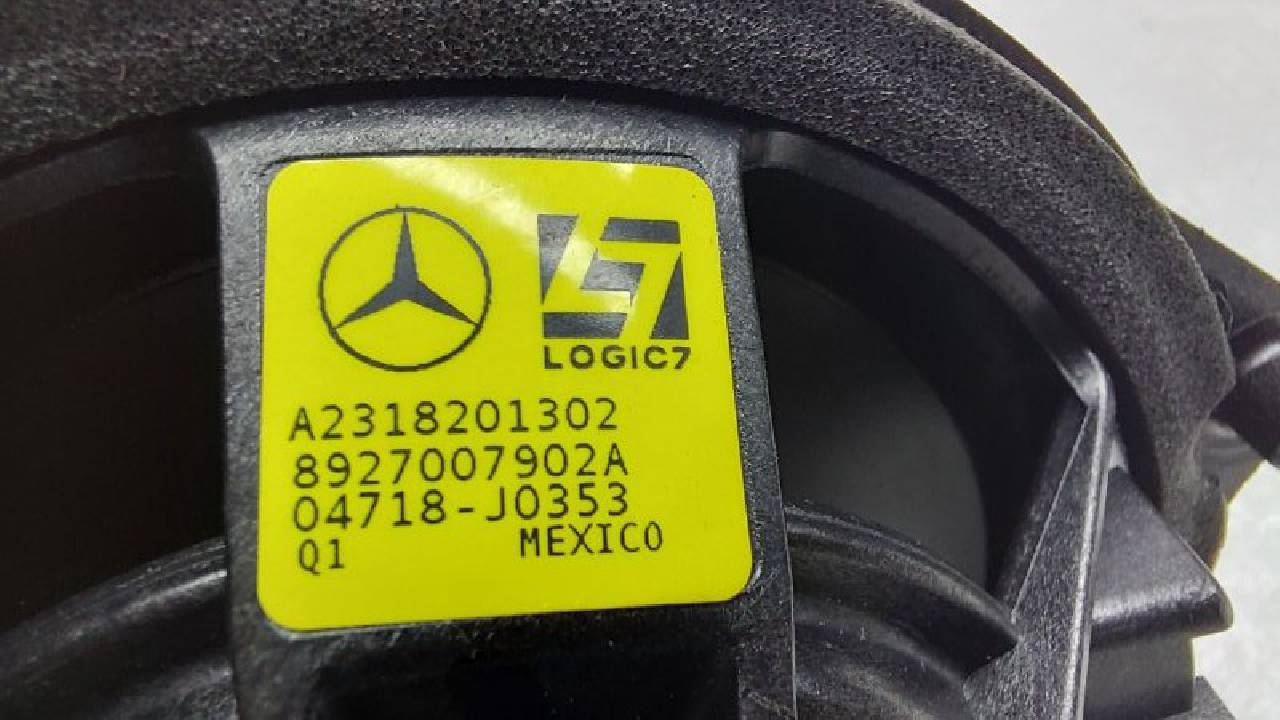 LOGIC7
A2318201302
8927007902A
04718-J0353
Q1 MEXICO